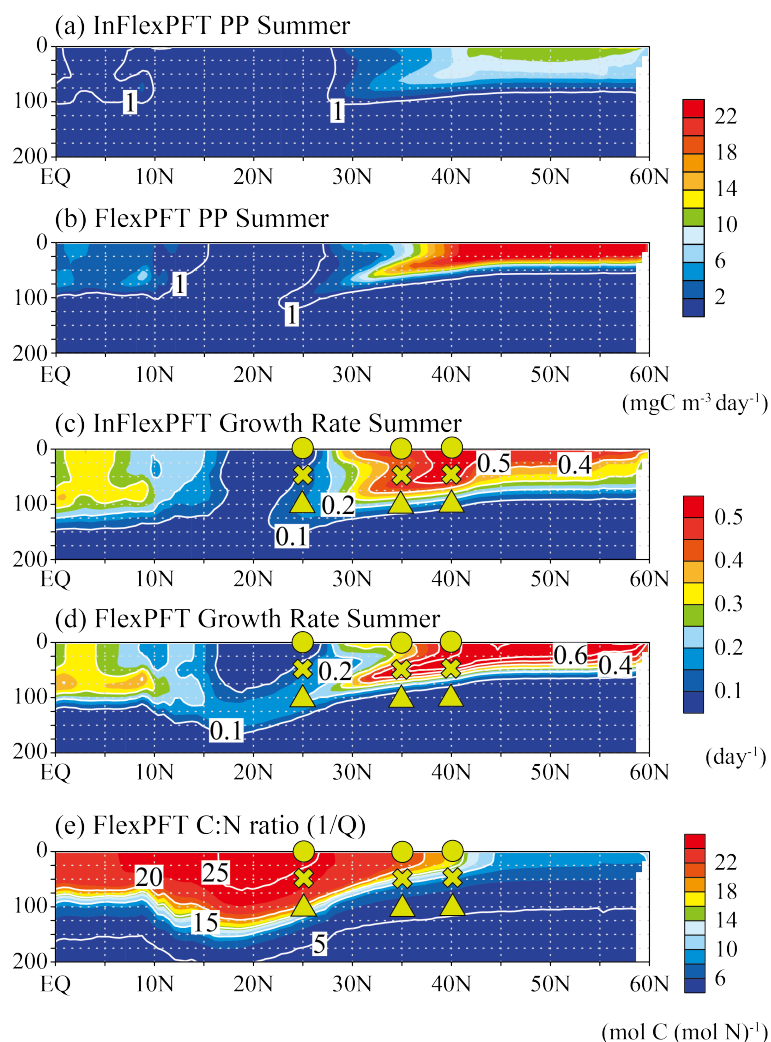 (a) InFlexPFT PP Summer
0
100
200
1
1
EQ 10N 20N 30N 40N 50N 60N
(b) FlexPFT PP Summer
0
100
200
1
1
EQ 10N 20N 30N 40N 50N 60N
22
18
14
10
6
2
(mgC m⁻³ day⁻¹)
(c) InFlexPFT Growth Rate Summer
0
100
200
0.5 0.4
0.2
0.1
EQ 10N 20N 30N 40N 50N 60N
(d) FlexPFT Growth Rate Summer
0
100
200
0.2 0.6 0.4
0.1
EQ 10N 20N 30N 40N 50N 60N
0.5
0.4
0.3
0.2
0.1
(day⁻¹)
(e) FlexPFT C:N ratio (1/Q)
0
100
200
20 25
15 5
EQ 10N 20N 30N 40N 50N 60N
22
18
14
10
6
(mol C (mol N)⁻¹)